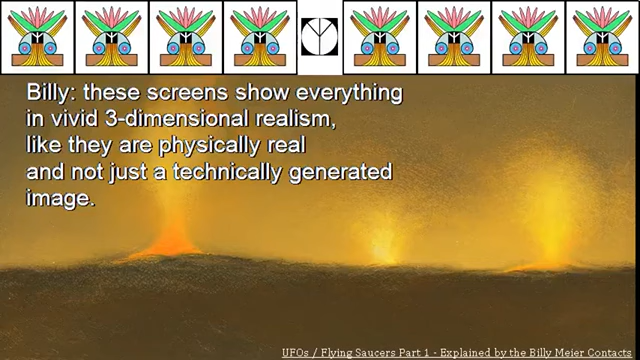 Billy: these screens show everything
in vivid 3-dimensional realism,
like they are physically real
and not just a technically generated
image.
UFOs / Flying Saucers Part 1 - Explained by the Billy Meier Contacts